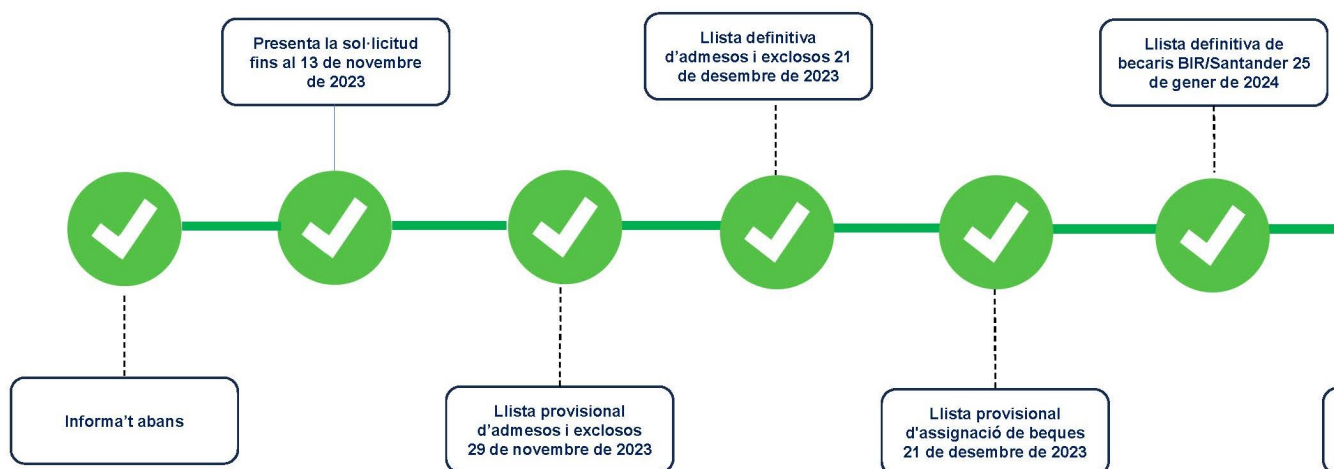 Presenta la sol·licitud
fins al 13 de novembre
de 2023
Llista definitiva
d’admesos i exclosos 21
de desembre de 2023
Llista definitiva de
becaris BIR/Santander 25
de gener de 2024
Informa’t abans
Llista provisional
d’admesos i exclosos
29 de novembre de 2023
Llista provisional
d'assignació de beques
21 de desembre de 2023